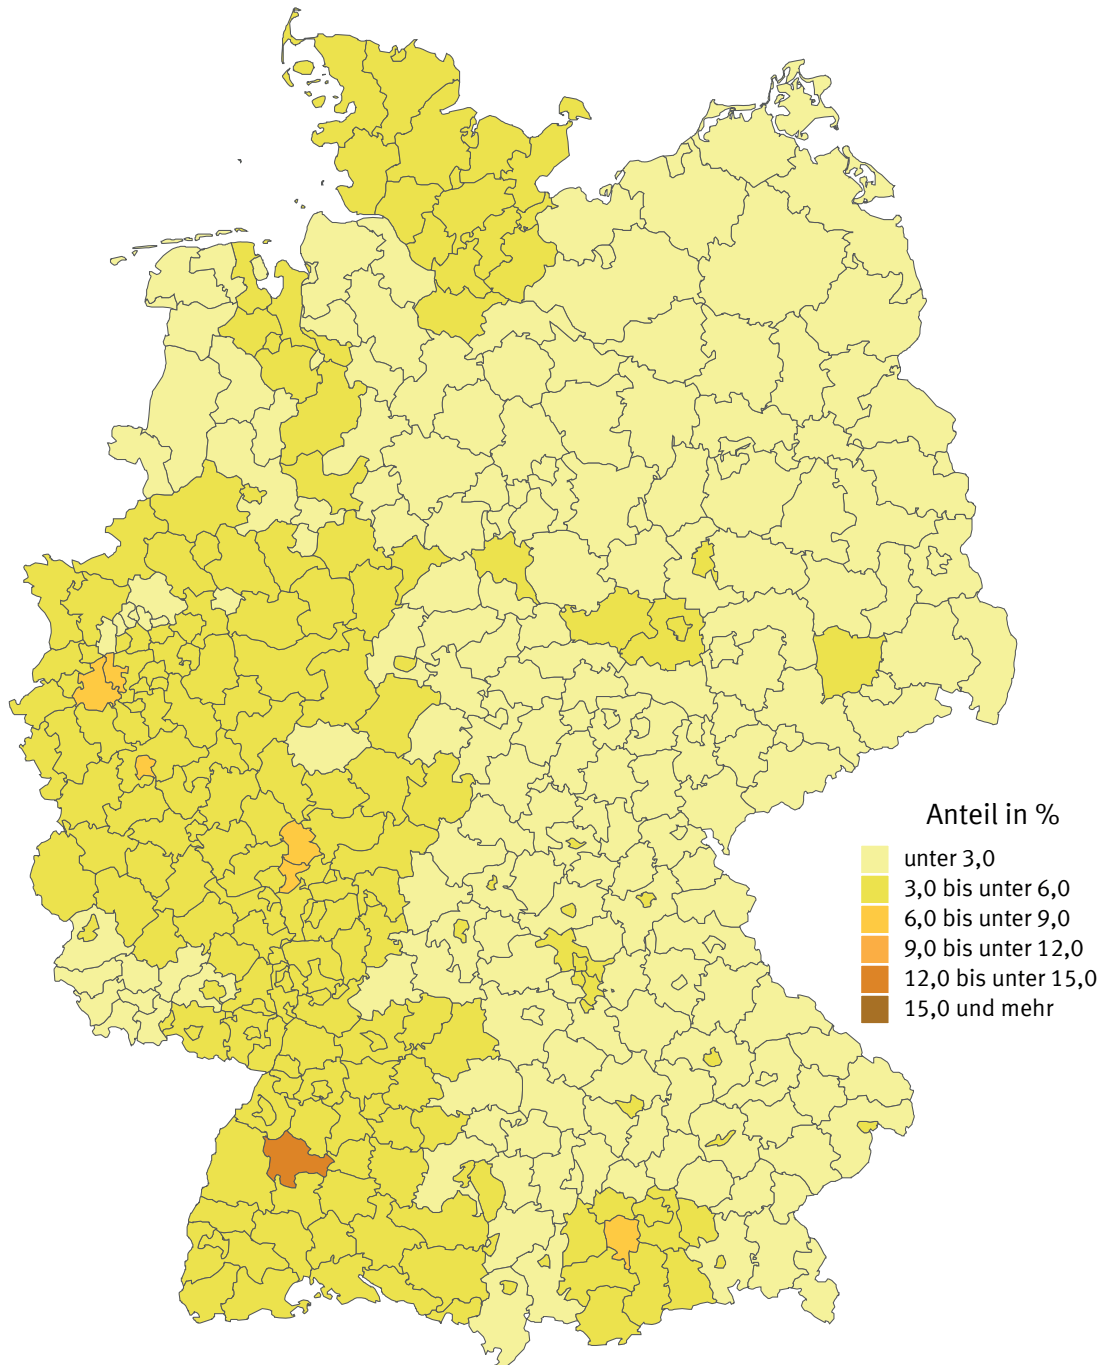 Anteil in %
unter 3,0
3,0 bis unter 6,0
6,0 bis unter 9,0
9,0 bis unter 12,0
12,0 bis unter 15,0
15,0 und mehr